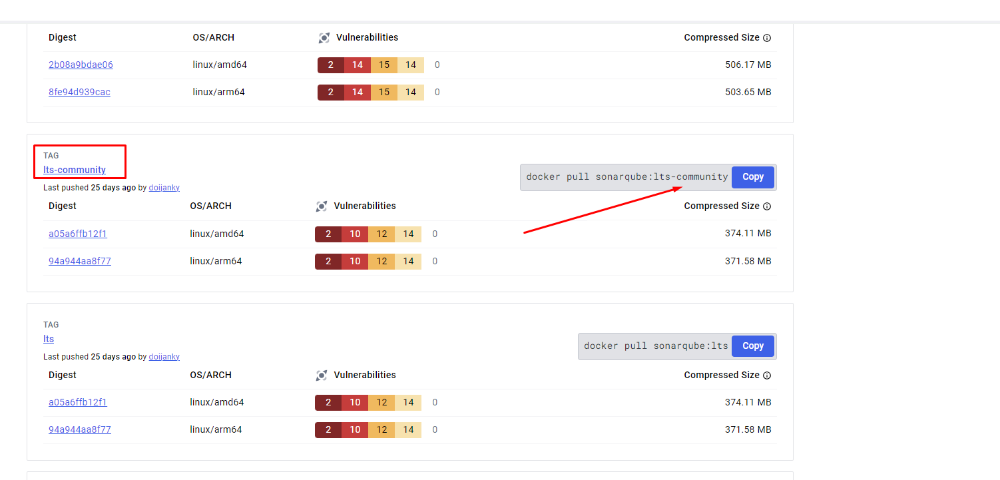 Digest OS/ARCH Vulnerabilities Compressed Size
2b08a9bdae06 linux/amd64 2 14 15 14 0 506.17 MB
8fe94d939cac linux/arm64 2 14 15 14 0 503.65 MB
TAG
lts-community
docker pull sonarqube:lts-community Copy
Last pushed 25 days ago by doijanky
Digest OS/ARCH Vulnerabilities Compressed Size
a05a6ffb12f1 linux/amd64 2 10 12 14 0 374.11 MB
94a944aa8f77 linux/arm64 2 10 12 14 0 371.58 MB
TAG
lts
docker pull sonarqube:lts Copy
Last pushed 25 days ago by doijanky
Digest OS/ARCH Vulnerabilities Compressed Size
a05a6ffb12f1 linux/amd64 2 10 12 14 0 374.11 MB
94a944aa8f77 linux/arm64 2 10 12 14 0 371.58 MB